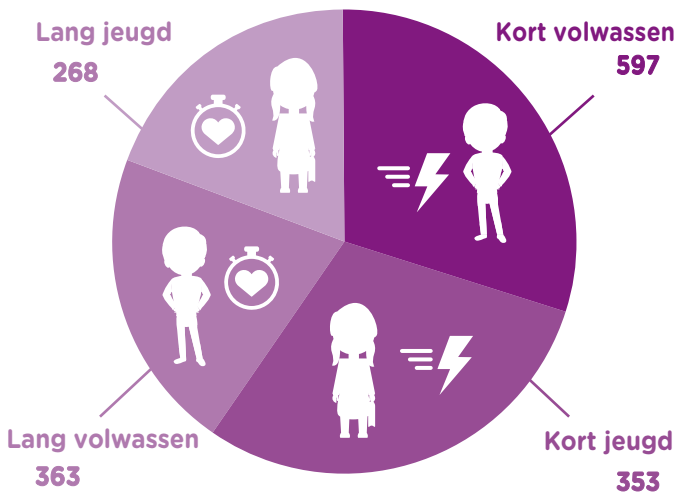 Lang jeugd
268
Kort volwassen
597
Lang volwassen
363
Kort jeugd
353